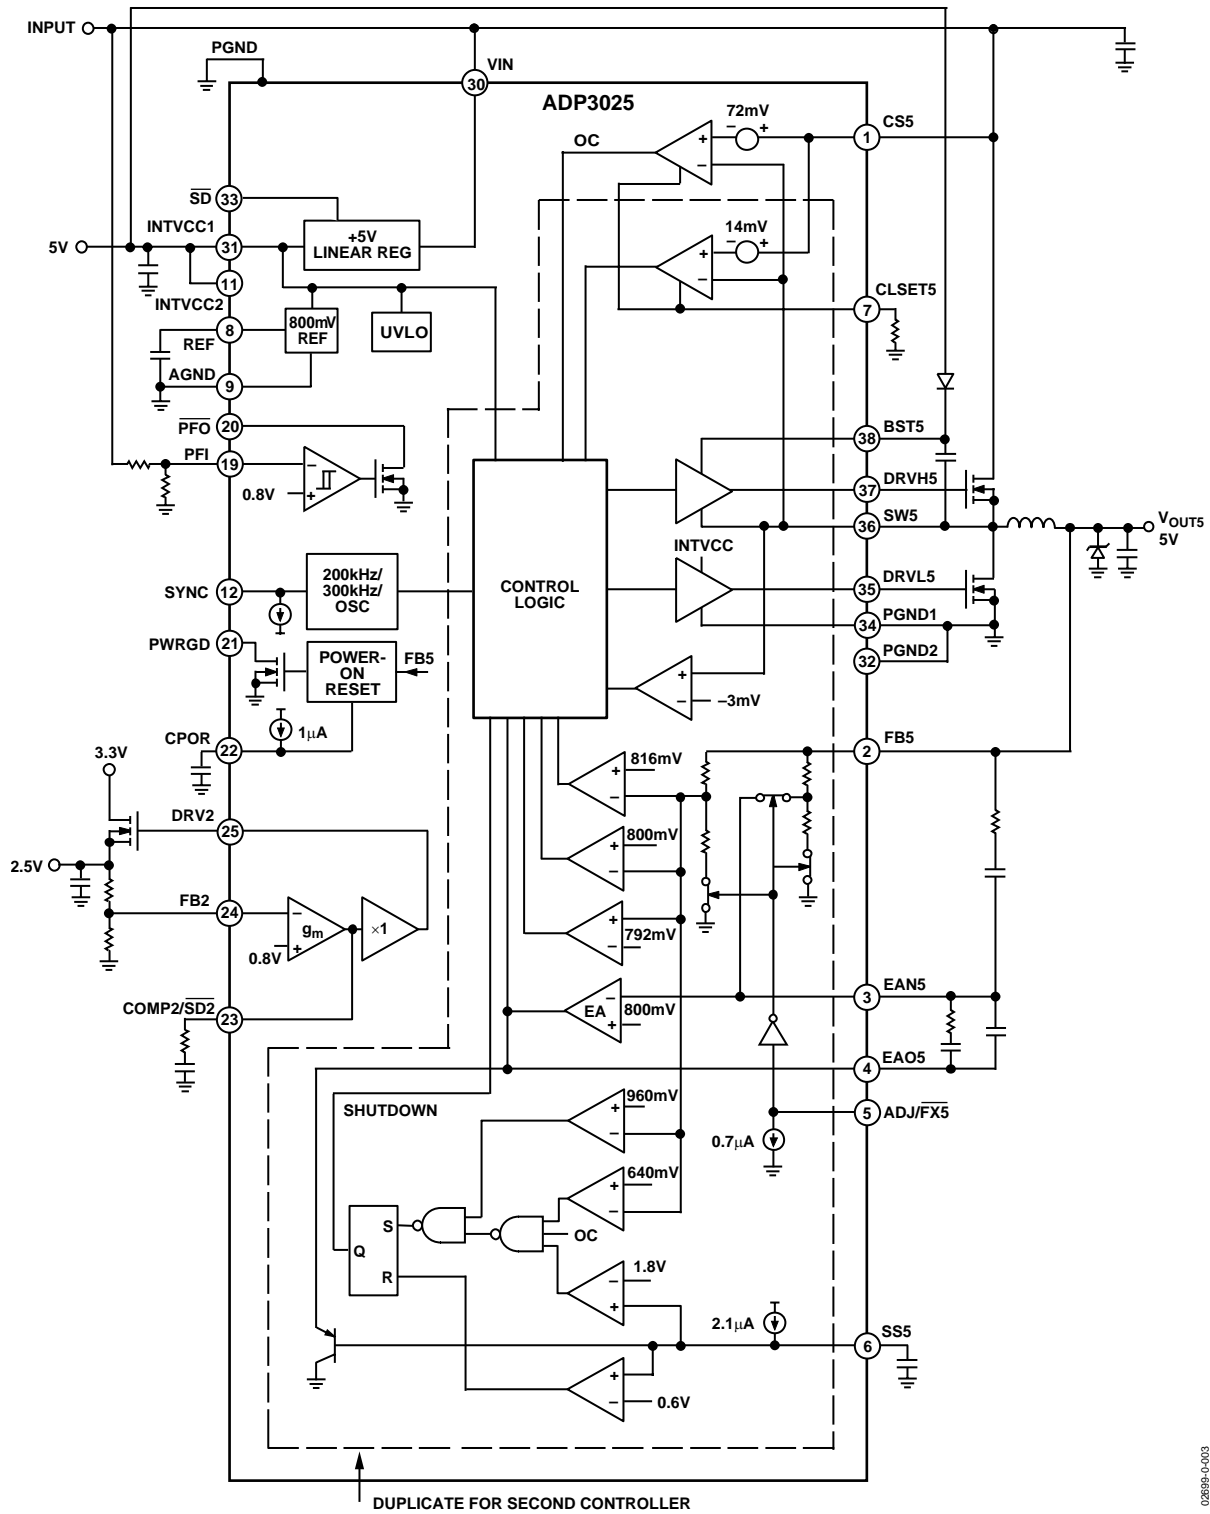 INPUT
PGND
VIN
30
ADP3025
72mV
− +
CS5
1
OC
+
−
SD
33
INTVCC1
5V
31
+5V
LINEAR REG
14mV
− +
+
−
11
INTVCC2
CLSET5
7
8
REF
800mV
REF
UVLO
AGND
9
PFO
20
PFI
19
−
0.8V
+
38
BST5
37
DRVH5
36
SW5
VOUT5
5V
INTVCC
SYNC
12
200kHz/
300kHz/
OSC
CONTROL
LOGIC
35
DRVL5
34
PGND1
32
PGND2
PWRGD
21
POWER-
ON
RESET
FB5
+
−
−3mV
1µA
CPOR
22
FB5
2
3.3V
816mV
+
−
DRV2
25
800mV
+
−
2.5V
FB2
24
−
gm
+
0.8V
×1
+
792mV
−
COMP2/SD2
23
EA
−
800mV
+
EAN5
3
EAO5
4
SHUTDOWN
960mV
+
−
ADJ/FX5
5
0.7µA
640mV
+
−
S
Q
R
OC
1.8V
−
+
2.1µA
SS5
6
+
−
0.6V
DUPLICATE FOR SECOND CONTROLLER
02699-0-003